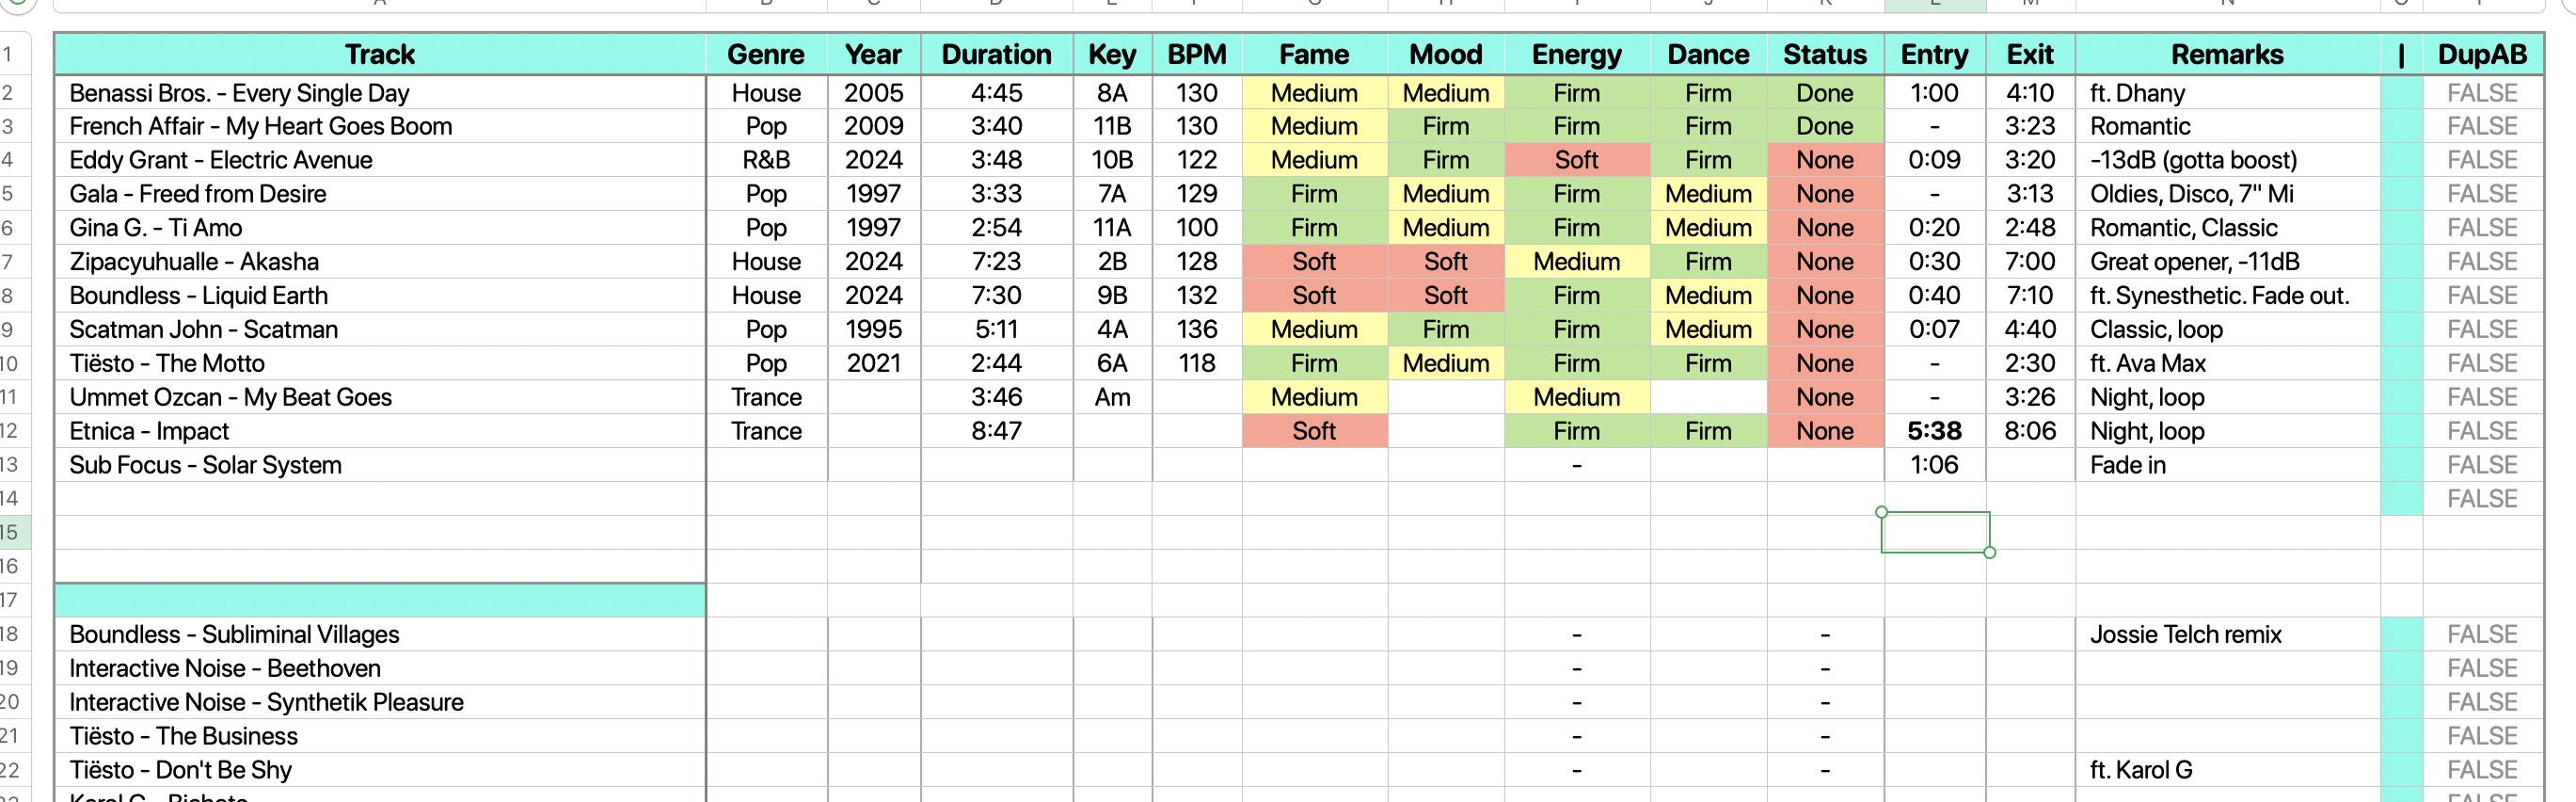 A B C D E F G H I J K L M N O P
1 Track Genre Year Duration Key BPM Fame Mood Energy Dance Status Entry Exit Remarks | DupAB
2 Benassi Bros. - Every Single Day House 2005 4:45 8A 130 Medium Medium Firm Firm Done 1:00 4:10 ft. Dhany FALSE
3 French Affair - My Heart Goes Boom Pop 2009 3:40 11B 130 Medium Firm Firm Firm Done - 3:23 Romantic FALSE
4 Eddy Grant - Electric Avenue R&B 2024 3:48 10B 122 Medium Firm Soft Firm None 0:09 3:20 -13dB (gotta boost) FALSE
5 Gala - Freed from Desire Pop 1997 3:33 7A 129 Firm Medium Firm Medium None - 3:13 Oldies, Disco, 7" Mi FALSE
6 Gina G. - Ti Amo Pop 1997 2:54 11A 100 Firm Medium Firm Medium None 0:20 2:48 Romantic, Classic FALSE
7 Zipacyuhualle - Akasha House 2024 7:23 2B 128 Soft Soft Medium Firm None 0:30 7:00 Great opener, -11dB FALSE
8 Boundless - Liquid Earth House 2024 7:30 9B 132 Soft Soft Firm Medium None 0:40 7:10 ft. Synesthetic. Fade out. FALSE
9 Scatman John - Scatman Pop 1995 5:11 4A 136 Medium Firm Firm Medium None 0:07 4:40 Classic, loop FALSE
10 Tiësto - The Motto Pop 2021 2:44 6A 118 Firm Medium Firm Firm None - 2:30 ft. Ava Max FALSE
11 Ummet Ozcan - My Beat Goes Trance 3:46 Am Medium Medium None - 3:26 Night, loop FALSE
12 Etnica - Impact Trance 8:47 Soft Firm Firm None 5:38 8:06 Night, loop FALSE
13 Sub Focus - Solar System - 1:06 Fade in FALSE
14 FALSE
15
16
17
18 Boundless - Subliminal Villages - - Jossie Telch remix FALSE
19 Interactive Noise - Beethoven - - FALSE
20 Interactive Noise - Synthetik Pleasure - - FALSE
21 Tiësto - The Business - - FALSE
22 Tiësto - Don't Be Shy - - ft. Karol G FALSE